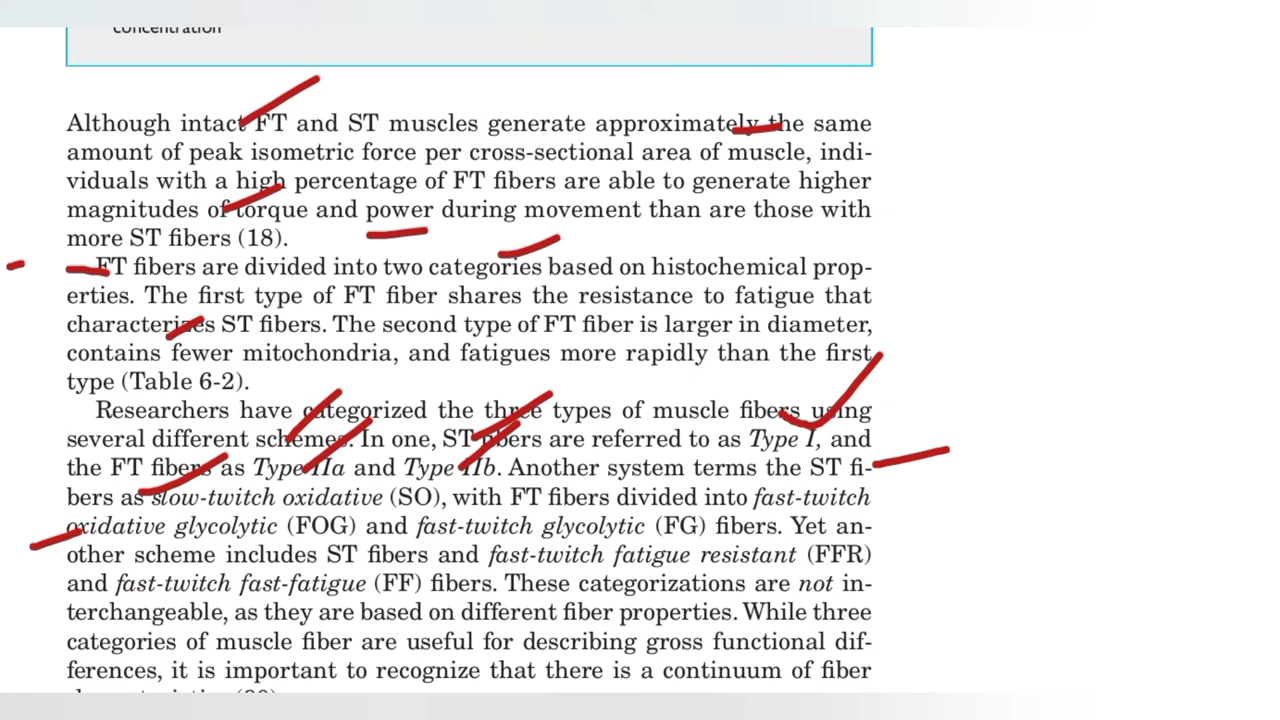 concentration
Although intact FT and ST muscles generate approximately the same
amount of peak isometric force per cross-sectional area of muscle, indi-
viduals with a high percentage of FT fibers are able to generate higher
magnitudes of torque and power during movement than are those with
more ST fibers (18).
FT fibers are divided into two categories based on histochemical prop-
erties. The first type of FT fiber shares the resistance to fatigue that
characterizes ST fibers. The second type of FT fiber is larger in diameter,
contains fewer mitochondria, and fatigues more rapidly than the first
type (Table 6-2).
Researchers have categorized the three types of muscle fibers using
several different schemes. In one, ST fibers are referred to as Type I, and
the FT fibers as Type IIa and Type IIb. Another system terms the ST fi-
bers as slow-twitch oxidative (SO), with FT fibers divided into fast-twitch
oxidative glycolytic (FOG) and fast-twitch glycolytic (FG) fibers. Yet an-
other scheme includes ST fibers and fast-twitch fatigue resistant (FFR)
and fast-twitch fast-fatigue (FF) fibers. These categorizations are not in-
terchangeable, as they are based on different fiber properties. While three
categories of muscle fiber are useful for describing gross functional dif-
ferences, it is important to recognize that there is a continuum of fiber